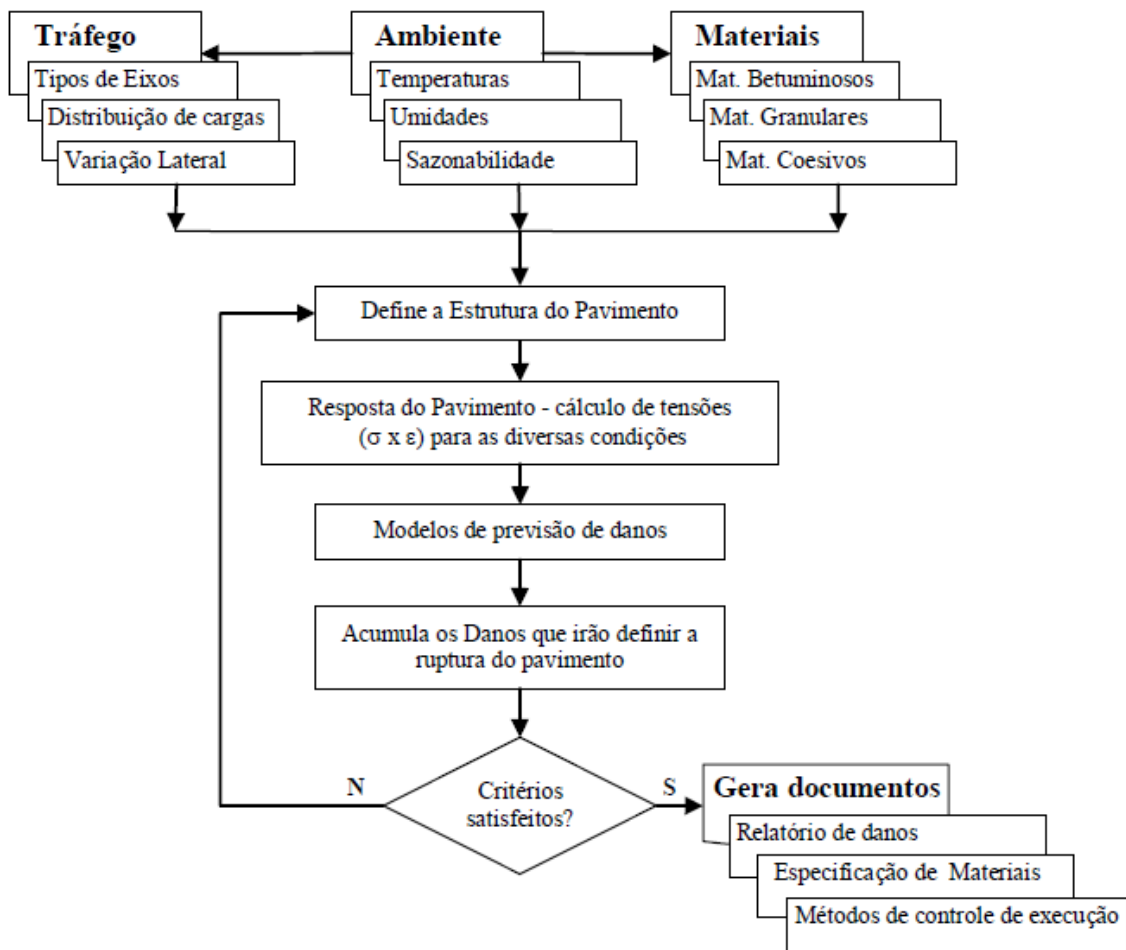 Tráfego
Tipos de Eixos
Distribuição de cargas
Variação Lateral
Ambiente
Temperaturas
Umidades
Sazonabilidade
Materiais
Mat. Betuminosos
Mat. Granulares
Mat. Coesivos
Define a Estrutura do Pavimento
Resposta do Pavimento - cálculo de tensões
(σ x ε) para as diversas condições
Modelos de previsão de danos
Acumula os Danos que irão definir a
ruptura do pavimento
N
Critérios
satisfeitos?
S
Gera documentos
Relatório de danos
Especificação de Materiais
Métodos de controle de execução